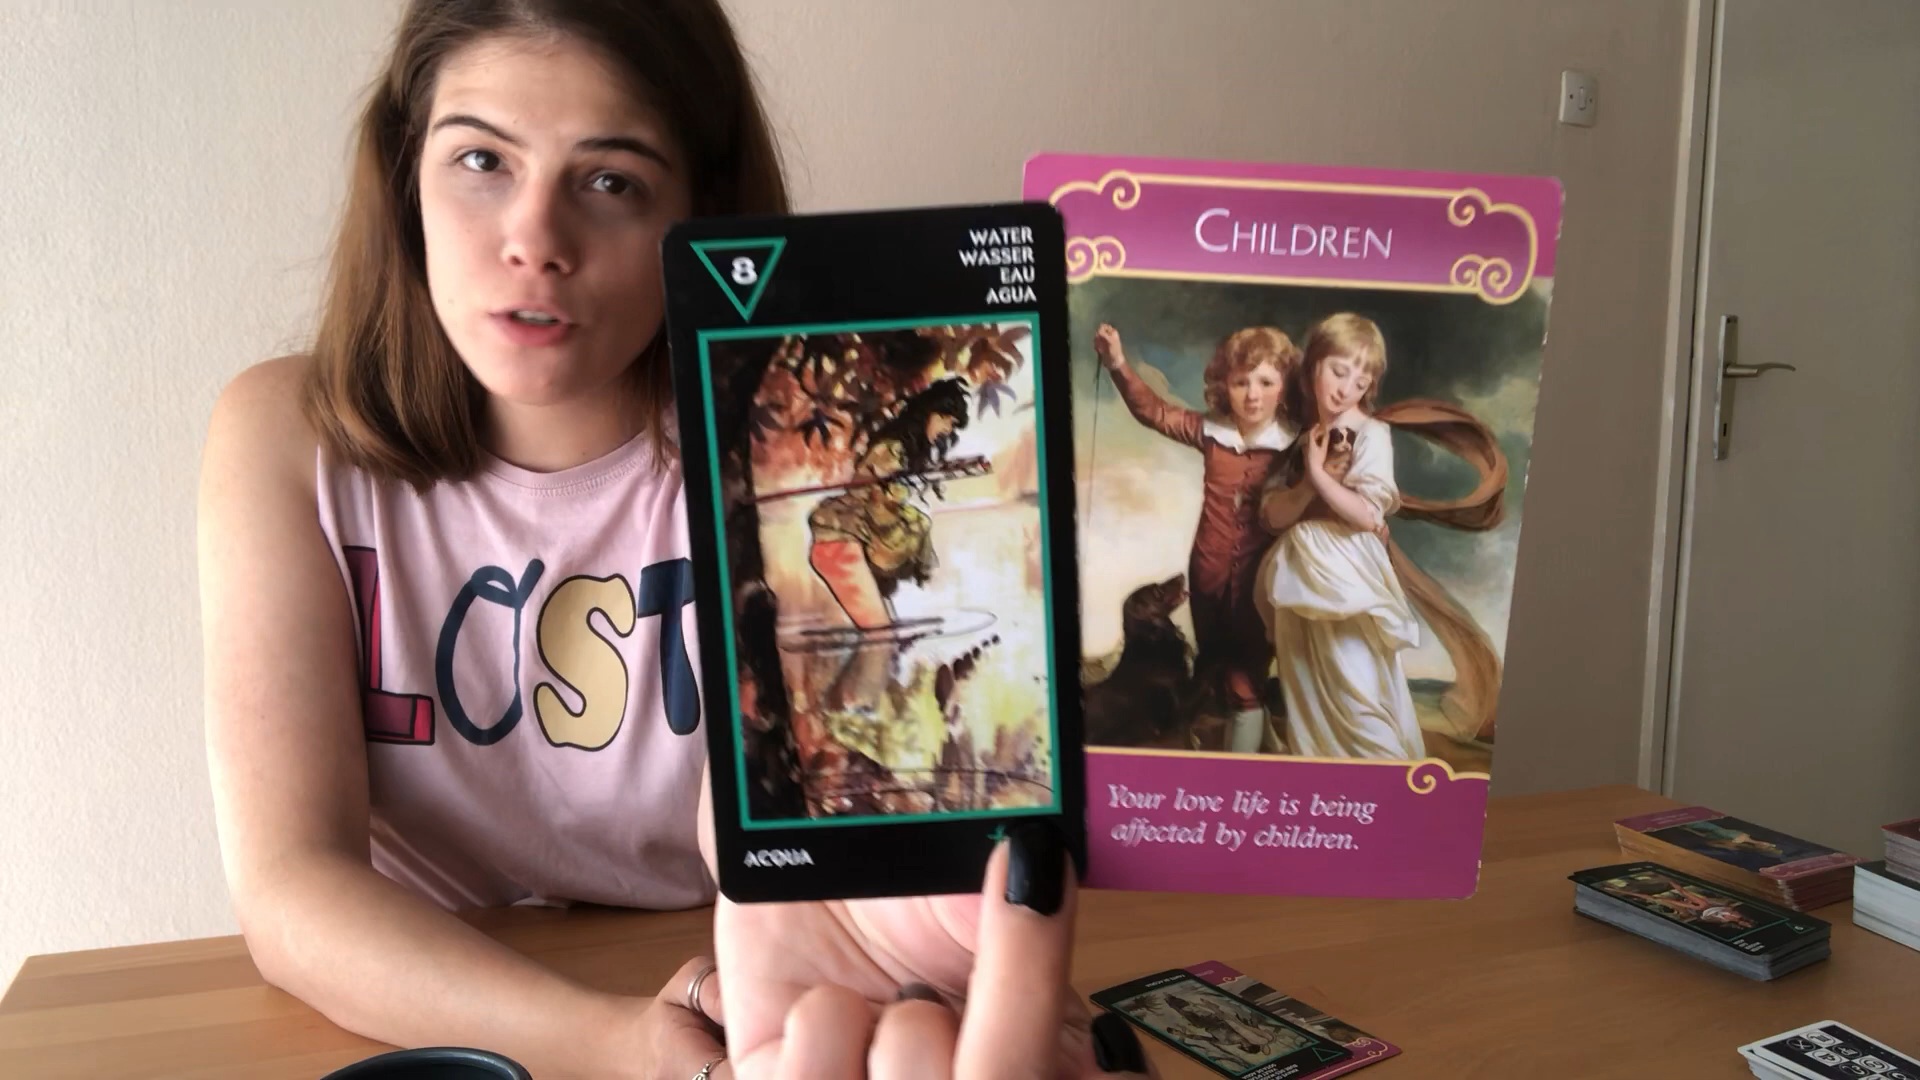 8
WATER
WASSER
EAU
AGUA
ACQUA
CHILDREN
Your love life is being
affected by children.
LOST